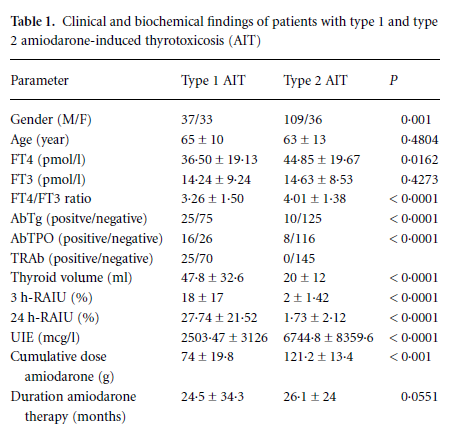 Table 1. Clinical and biochemical findings of patients with type 1 and type
2 amiodarone-induced thyrotoxicosis (AIT)
Parameter Type 1 AIT Type 2 AIT P
Gender (M/F) 37/33 109/36 0·001
Age (year) 65 ± 10 63 ± 13 0·4804
FT4 (pmol/l) 36·50 ± 19·13 44·85 ± 19·67 0·0162
FT3 (pmol/l) 14·24 ± 9·24 14·63 ± 8·53 0·4273
FT4/FT3 ratio 3·26 ± 1·50 4·01 ± 1·38 < 0·0001
AbTg (positve/negative) 25/75 10/125 < 0·0001
AbTPO (positive/negative) 16/26 8/116 < 0·0001
TRAb (positive/negative) 25/70 0/145
Thyroid volume (ml) 47·8 ± 32·6 20 ± 12 < 0·0001
3 h-RAIU (%) 18 ± 17 2 ± 1·42 < 0·0001
24 h-RAIU (%) 27·74 ± 21·52 1·73 ± 2·12 < 0·0001
UIE (mcg/l) 2503·47 ± 3126 6744·8 ± 8359·6 < 0·0001
Cumulative dose 74 ± 19·8 121·2 ± 13·4 < 0·001
amiodarone (g)
Duration amiodarone 24·5 ± 34·3 26·1 ± 24 0·0551
therapy (months)